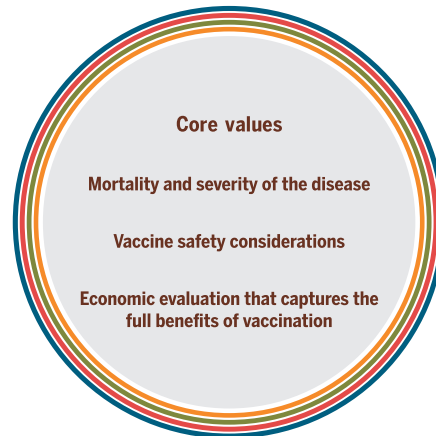 Core values
Mortality and severity of the disease
Vaccine safety considerations
Economic evaluation that captures the
full benefits of vaccination